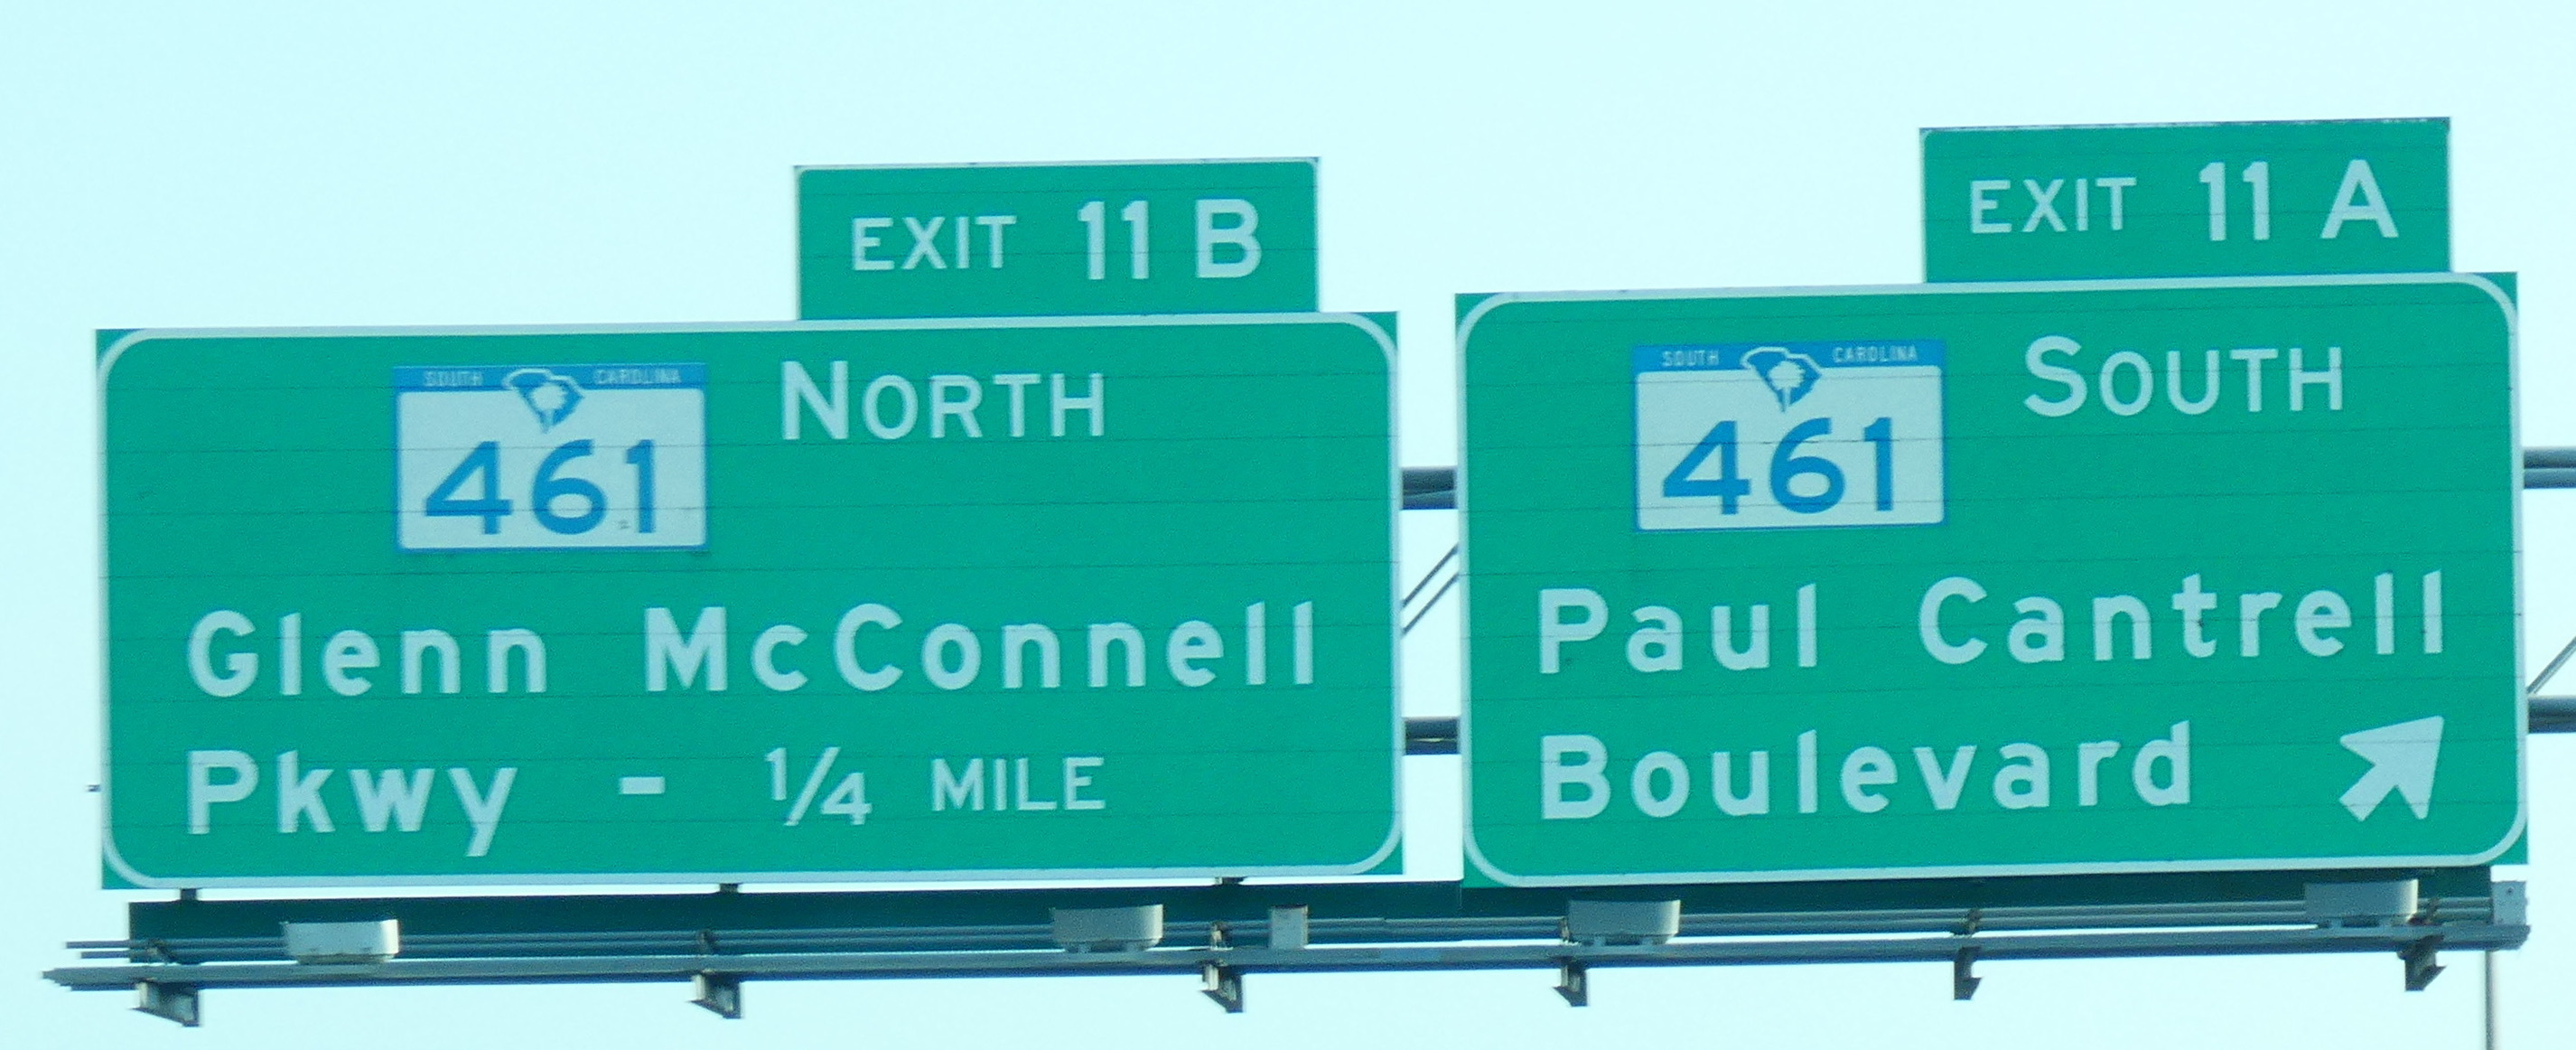 EXIT 11 B
SOUTH CAROLINA
461
NORTH
Glenn McConnell
Pkwy - 1/4 MILE
EXIT 11 A
SOUTH CAROLINA
461
SOUTH
Paul Cantrell
Boulevard